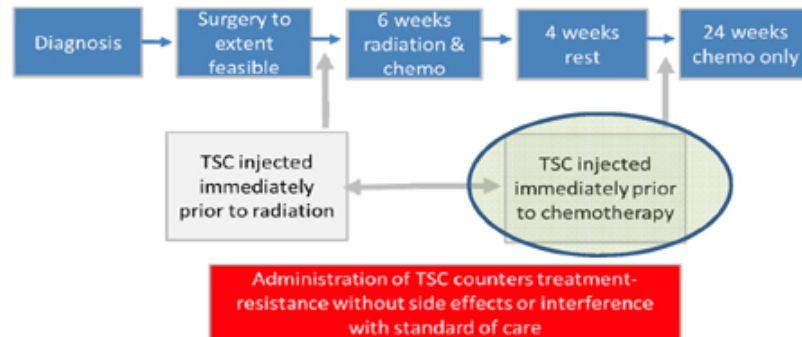 Diagnosis
Surgery to
extent
feasible
6 weeks
radiation &
chemo
4 weeks
rest
24 weeks
chemo only
TSC injected
immediately
prior to radiation
TSC injected
immediately prior
to chemotherapy
Administration of TSC counters treatment-
resistance without side effects or interference
with standard of care